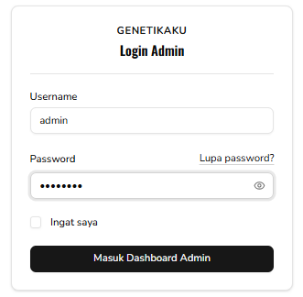 GENETIKAKU
Login Admin
Username
admin
Password Lupa password?
••••••••
Ingat saya
Masuk Dashboard Admin